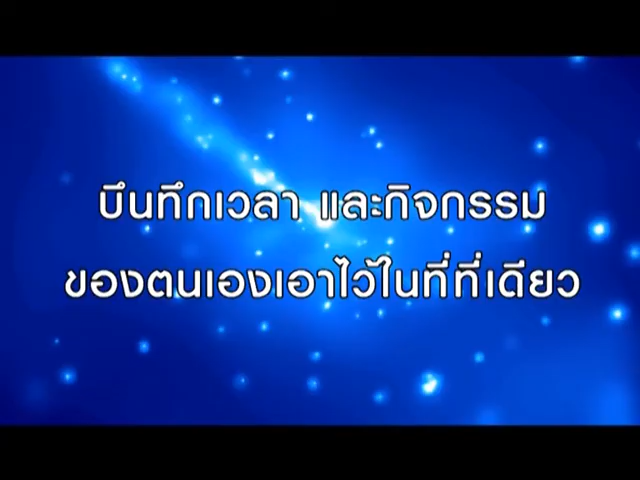 บันทึกเวลา และกิจกรรม
ของตนเองเอาไว้ในที่ที่เดียว